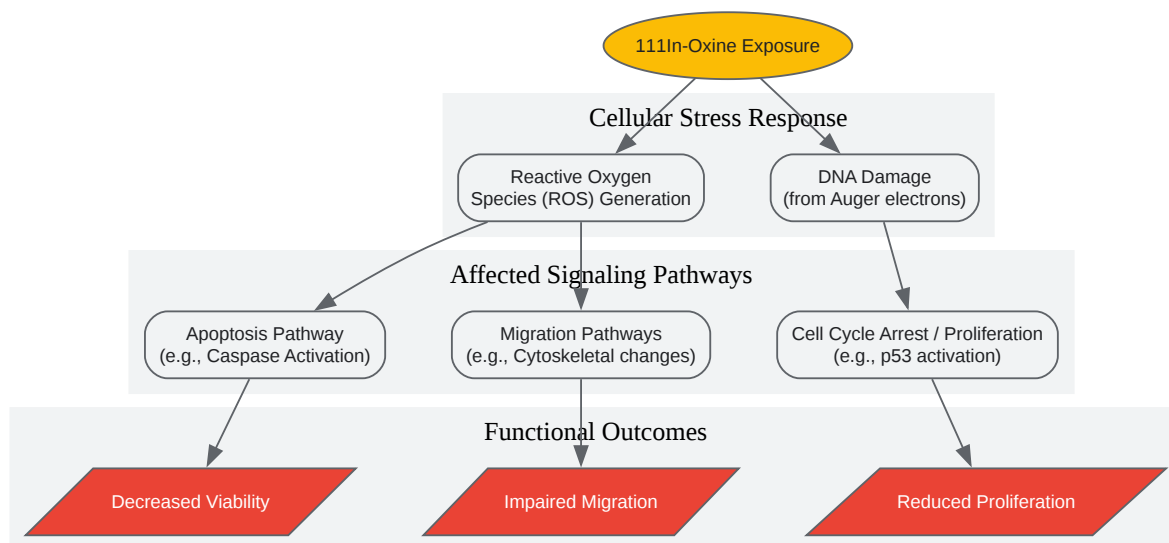 111In-Oxine Exposure
Cellular Stress Response
Reactive Oxygen
Species (ROS) Generation
DNA Damage
(from Auger electrons)
Affected Signaling Pathways
Apoptosis Pathway
(e.g., Caspase Activation)
Migration Pathways
(e.g., Cytoskeletal changes)
Cell Cycle Arrest / Proliferation
(e.g., p53 activation)
Functional Outcomes
Decreased Viability
Impaired Migration
Reduced Proliferation